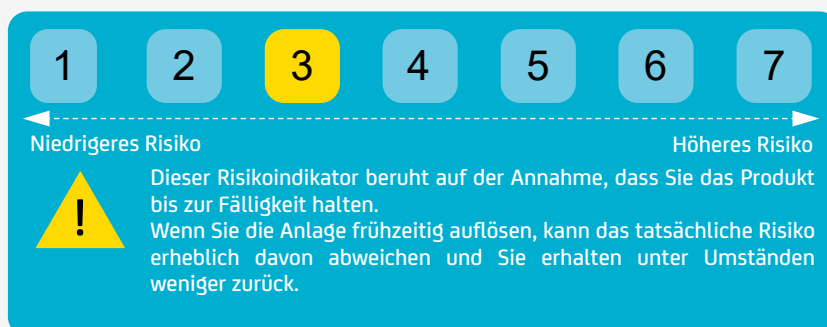 1 2 3 4 5 6 7
Niedrigeres Risiko Höheres Risiko
Dieser Risikoindikator beruht auf der Annahme, dass Sie das Produkt
bis zur Fälligkeit halten.
!
Wenn Sie die Anlage frühzeitig auflösen, kann das tatsächliche Risiko
erheblich davon abweichen und Sie erhalten unter Umständen
weniger zurück.